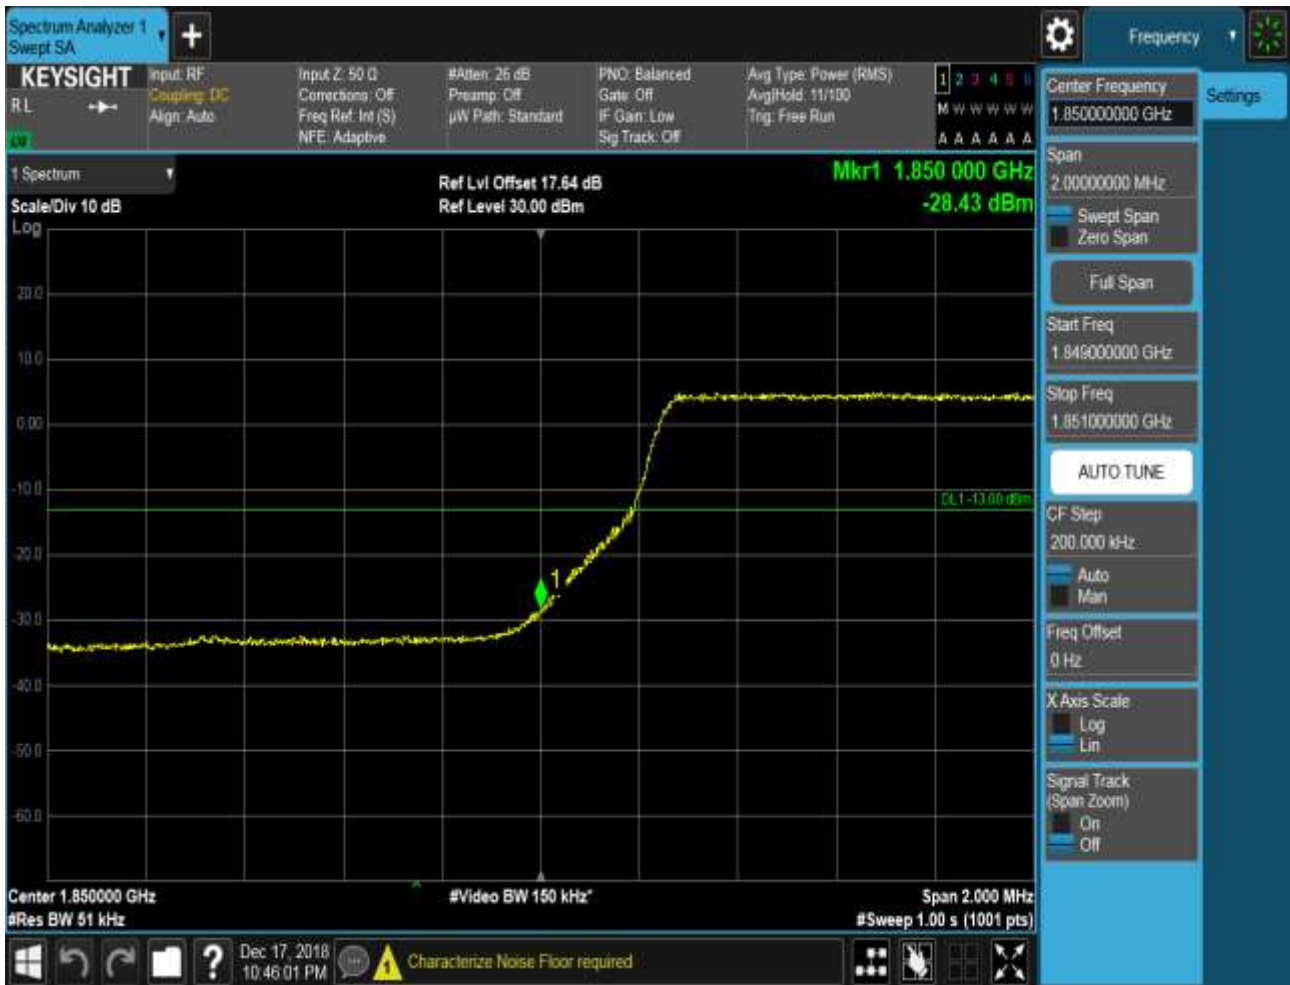 Spectrum Analyzer 1
Swept SA
+
Frequency
KEYSIGHT
R L
Input: RF
Coupling: DC
Align: Auto
Input Z: 50 Ω
Corrections: Off
Freq Ref: Int (S)
NFE: Adaptive
#Atten: 26 dB
Preamp: Off
µW Path: Standard
PNO: Balanced
Gate: Off
IF Gain: Low
Sig Track: Off
Avg Type: Power (RMS)
Avg|Hold: 11/100
Trig: Free Run
1 2 3 4 5 6
M W W W W W
A A A A A A
1 Spectrum
Scale/Div 10 dB
Log
Ref Lvl Offset 17.64 dB
Ref Level 30.00 dBm
Mkr1 1.850 000 GHz
-28.43 dBm
20.0
10.0
0.00
-10.0
-20.0
-30.0
-40.0
-50.0
-60.0
DL1 -13.00 dBm
1
Center 1.850000 GHz
#Res BW 51 kHz
#Video BW 150 kHz*
Span 2.000 MHz
#Sweep 1.00 s (1001 pts)
Center Frequency
1.850000000 GHz
Settings
Span
2.00000000 MHz
Swept Span
Zero Span
Full Span
Start Freq
1.849000000 GHz
Stop Freq
1.851000000 GHz
AUTO TUNE
CF Step
200.000 kHz
Auto
Man
Freq Offset
0 Hz
X Axis Scale
Log
Lin
Signal Track
(Span Zoom)
On
Off
?
Dec 17, 2018
10:46:01 PM
Characterize Noise Floor required